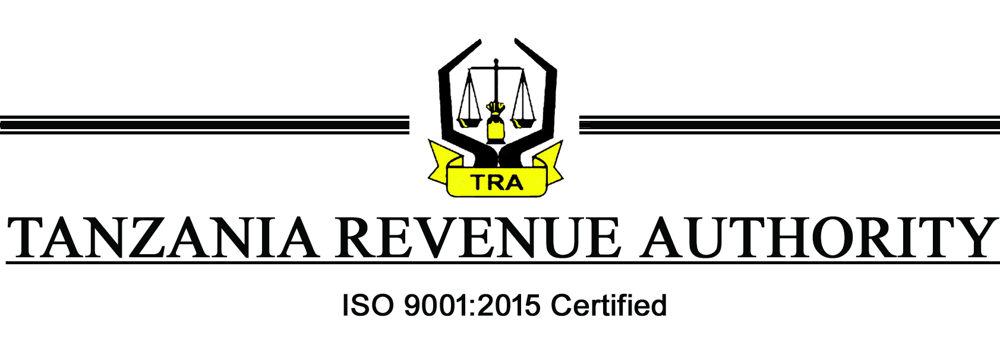 TRA
TANZANIA REVENUE AUTHORITY
ISO 9001:2015 Certified